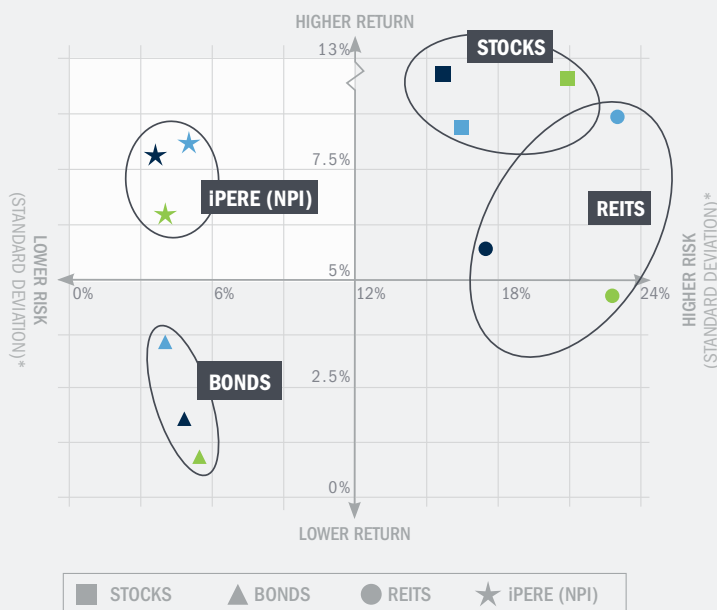 HIGHER RETURN
13%
STOCKS
7.5%
iPERE (NPI)
REITS
LOWER RISK
(STANDARD DEVIATION)*
HIGHER RISK
(STANDARD DEVIATION)*
5%
0%
6%
12%
18%
24%
BONDS
2.5%
0%
LOWER RETURN
STOCKS
BONDS
REITS
iPERE (NPI)